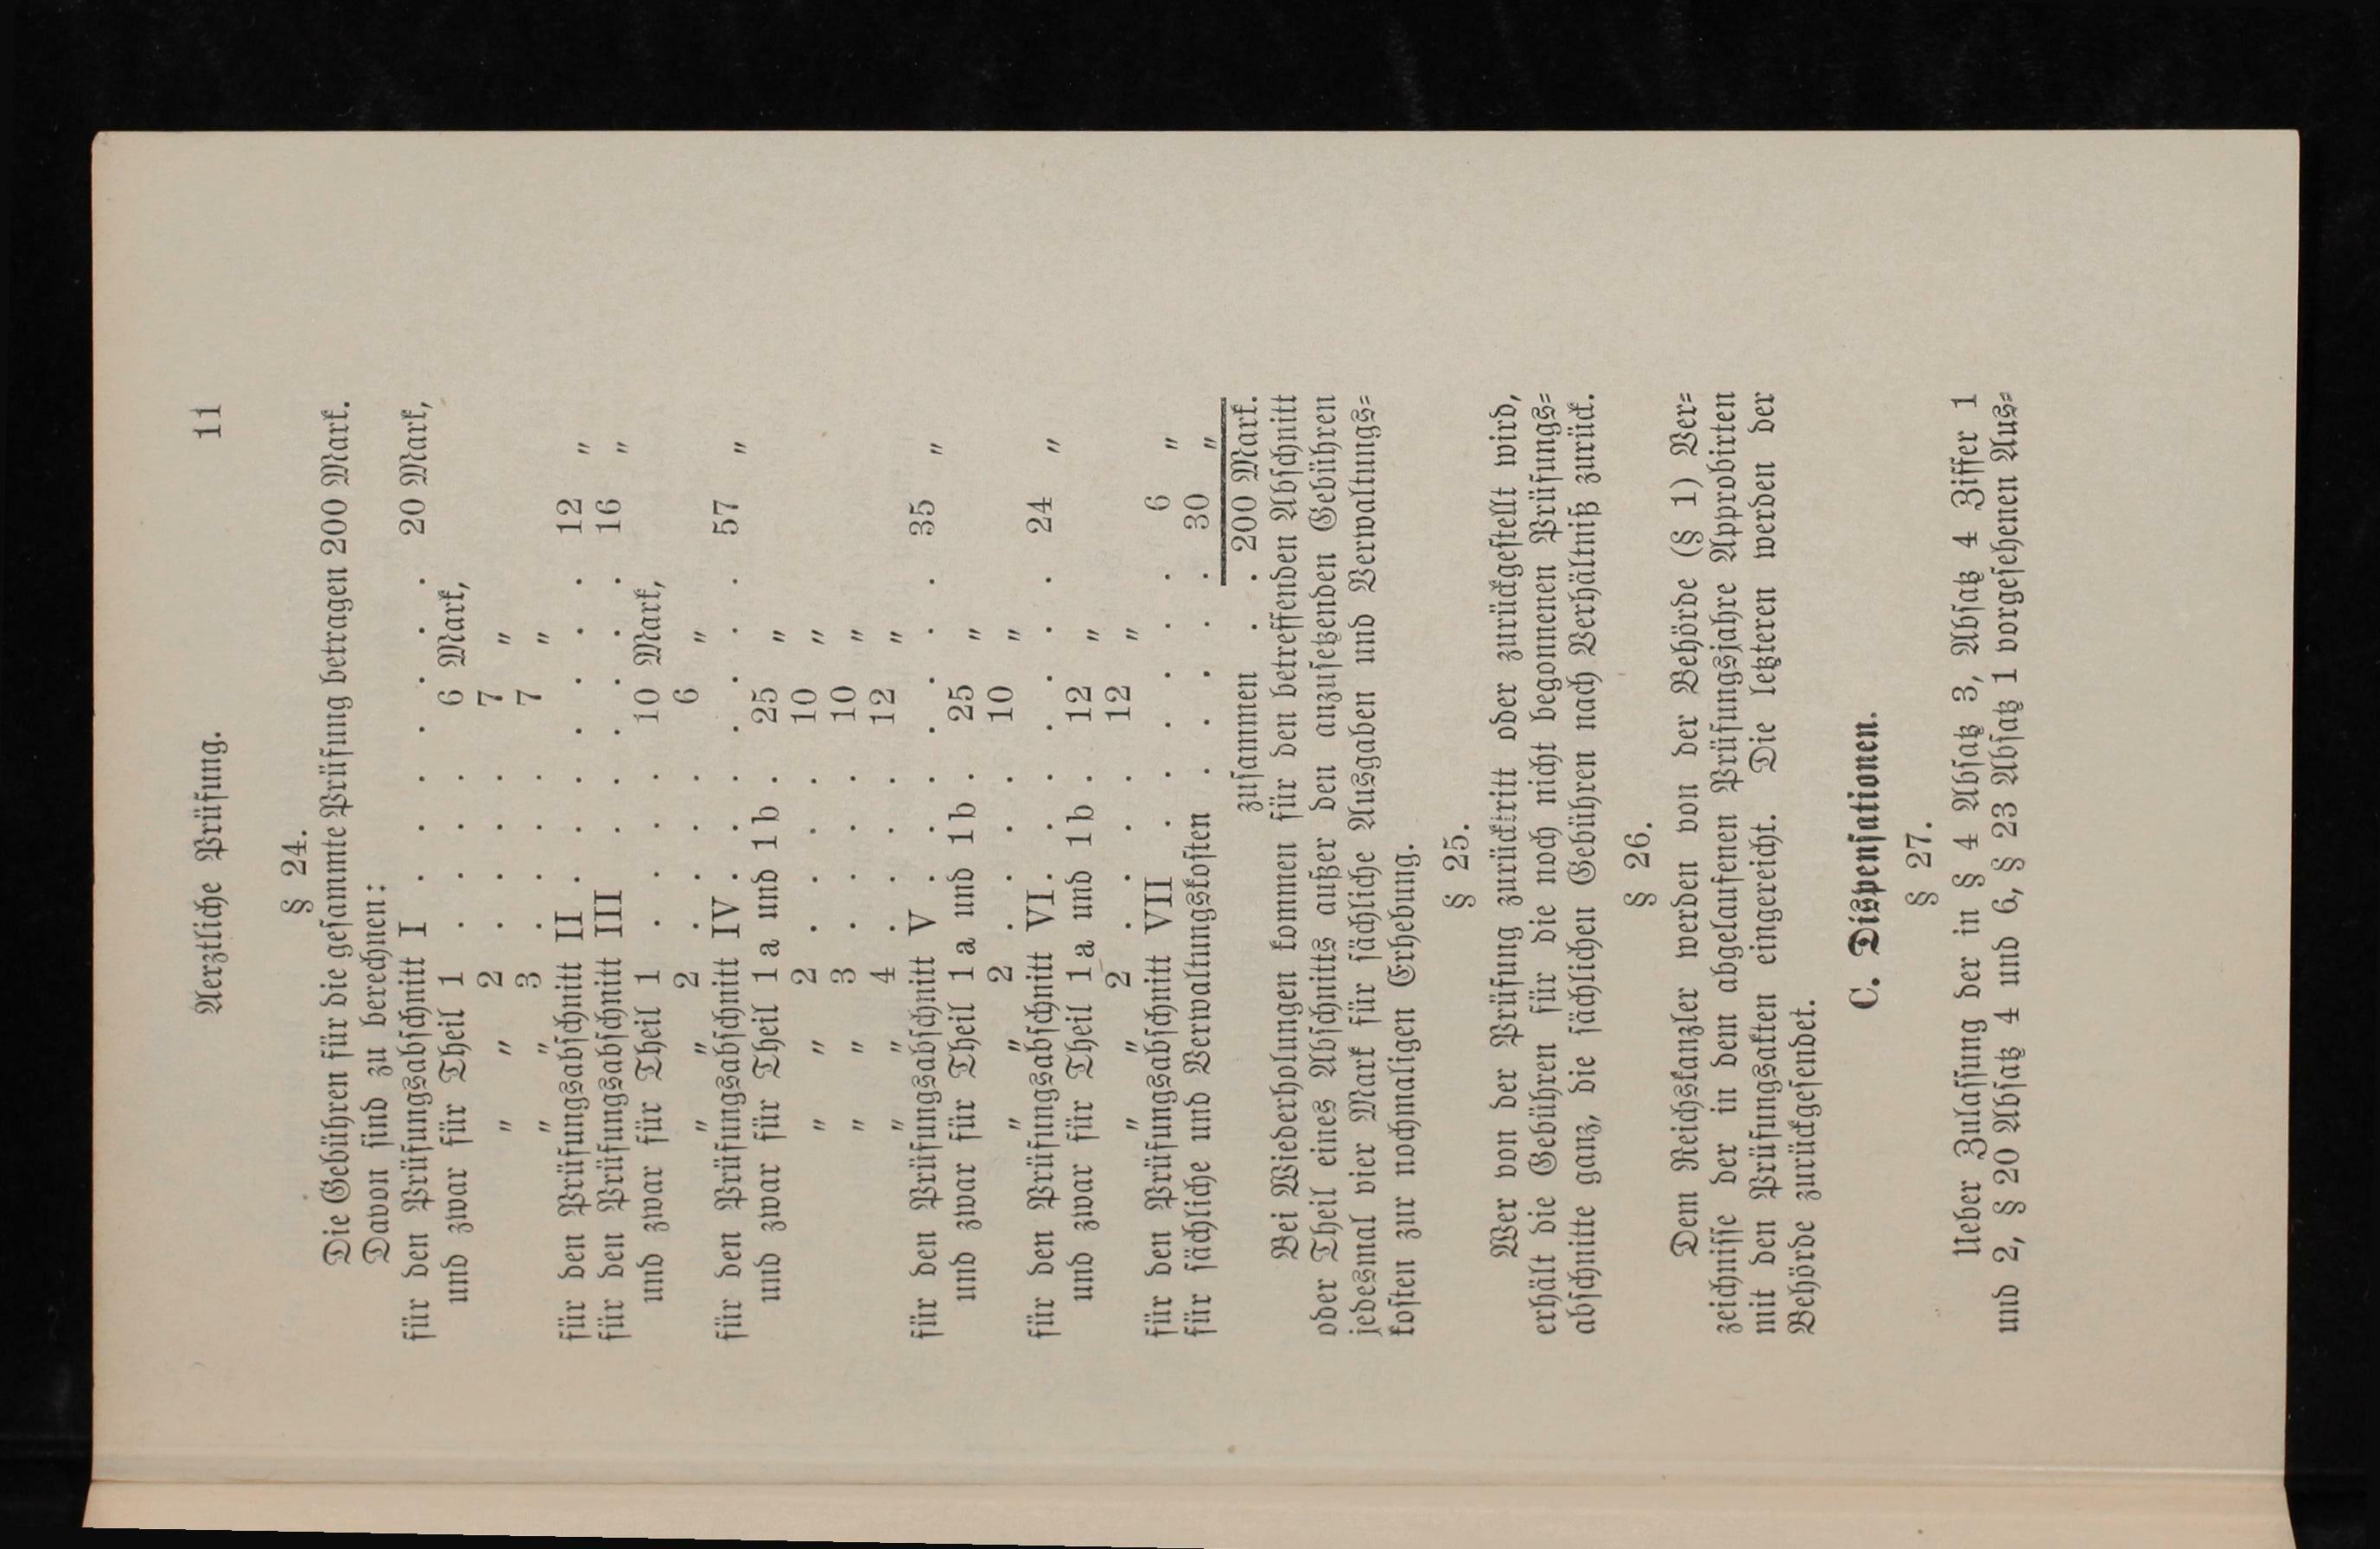 Aerztliche Prüfung. 11
§ 24.
Die Gebühren für die gesammte Prüfung betragen 200 Mark.
Davon sind zu berechnen:
für den Prüfungsabschnitt I . . . . . 20 Mark,
und zwar für Theil 1 . . 6 Mark,
" " 2 . . 7 "
" " 3 . . 7 "
für den Prüfungsabschnitt II . . . . . 12 "
für den Prüfungsabschnitt III . . . . . 16 "
und zwar für Theil 1 . . 10 Mark,
" " 2 . . 6 "
für den Prüfungsabschnitt IV . . . . . 57 "
und zwar für Theil 1 a und 1 b . 25 "
" " 2 . . 10 "
" " 3 . . 10 "
" " 4 . . 12 "
für den Prüfungsabschnitt V . . . . . 35 "
und zwar für Theil 1 a und 1 b . 25 "
" " 2 . . 10 "
für den Prüfungsabschnitt VI . . . . . 24 "
und zwar für Theil 1 a und 1 b . 12 "
" " 2 . . 12 "
für den Prüfungsabschnitt VII . . . . . 6 "
für sächliche und Verwaltungskosten . . . . 30 "
zusammen . . 200 Mark.
Bei Wiederholungen kommen für den betreffenden Abschnitt
oder Theil eines Abschnitts außer den anzusetzenden Gebühren
jedesmal vier Mark für sächliche Ausgaben und Verwaltungs-
kosten zur nochmaligen Erhebung.
§ 25.
Wer von der Prüfung zurücktritt oder zurückgestellt wird,
erhält die Gebühren für die noch nicht begonnenen Prüfungs-
abschnitte ganz, die sächlichen Gebühren nach Verhältniß zurück.
§ 26.
Dem Reichskanzler werden von der Behörde (§ 1) Ver-
zeichnisse der in dem abgelaufenen Prüfungsjahre Approbirten
mit den Prüfungsakten eingereicht. Die letzteren werden der
Behörde zurückgesendet.
C. Dispensationen.
§ 27.
Ueber Zulassung der in § 4 Absatz 3, Absatz 4 Ziffer 1
und 2, § 20 Absatz 4 und 6, § 23 Absatz 1 vorgesehenen Aus-